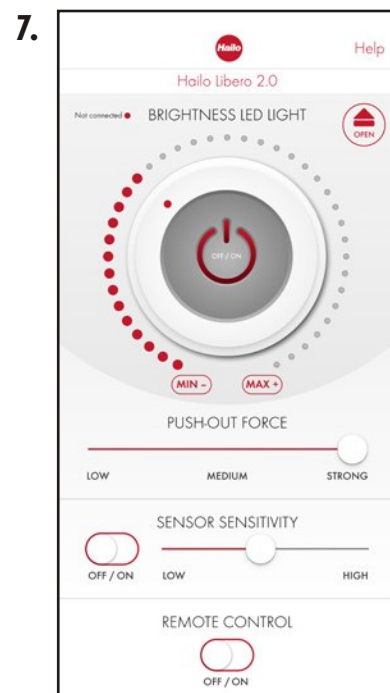 7.
Hailo Help
Hailo Libero 2.0
Not connected BRIGHTNESS LED LIGHT
OPEN
OFF / ON
MIN – MAX +
PUSH-OUT FORCE
LOW MEDIUM STRONG
SENSOR SENSITIVITY
OFF / ON LOW HIGH
REMOTE CONTROL
OFF / ON